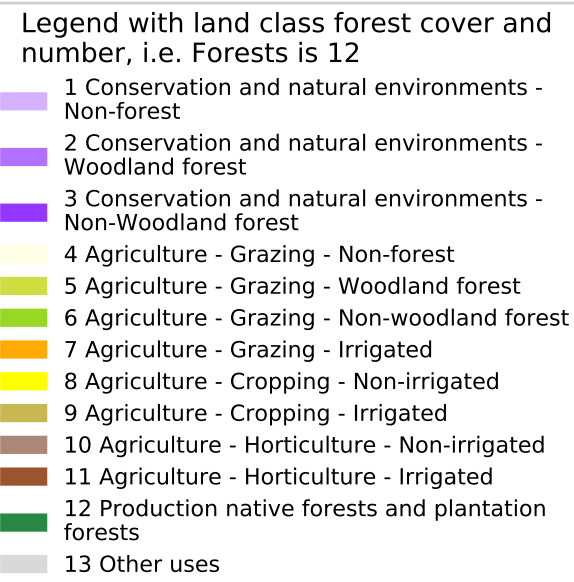 Legend with land class forest cover and
number, i.e. Forests is 12
1 Conservation and natural environments -
Non-forest
2 Conservation and natural environments -
Woodland forest
3 Conservation and natural environments -
Non-Woodland forest
4 Agriculture - Grazing - Non-forest
5 Agriculture - Grazing - Woodland forest
6 Agriculture - Grazing - Non-woodland forest
7 Agriculture - Grazing - Irrigated
8 Agriculture - Cropping - Non-irrigated
9 Agriculture - Cropping - Irrigated
10 Agriculture - Horticulture - Non-irrigated
11 Agriculture - Horticulture - Irrigated
12 Production native forests and plantation
forests
13 Other uses